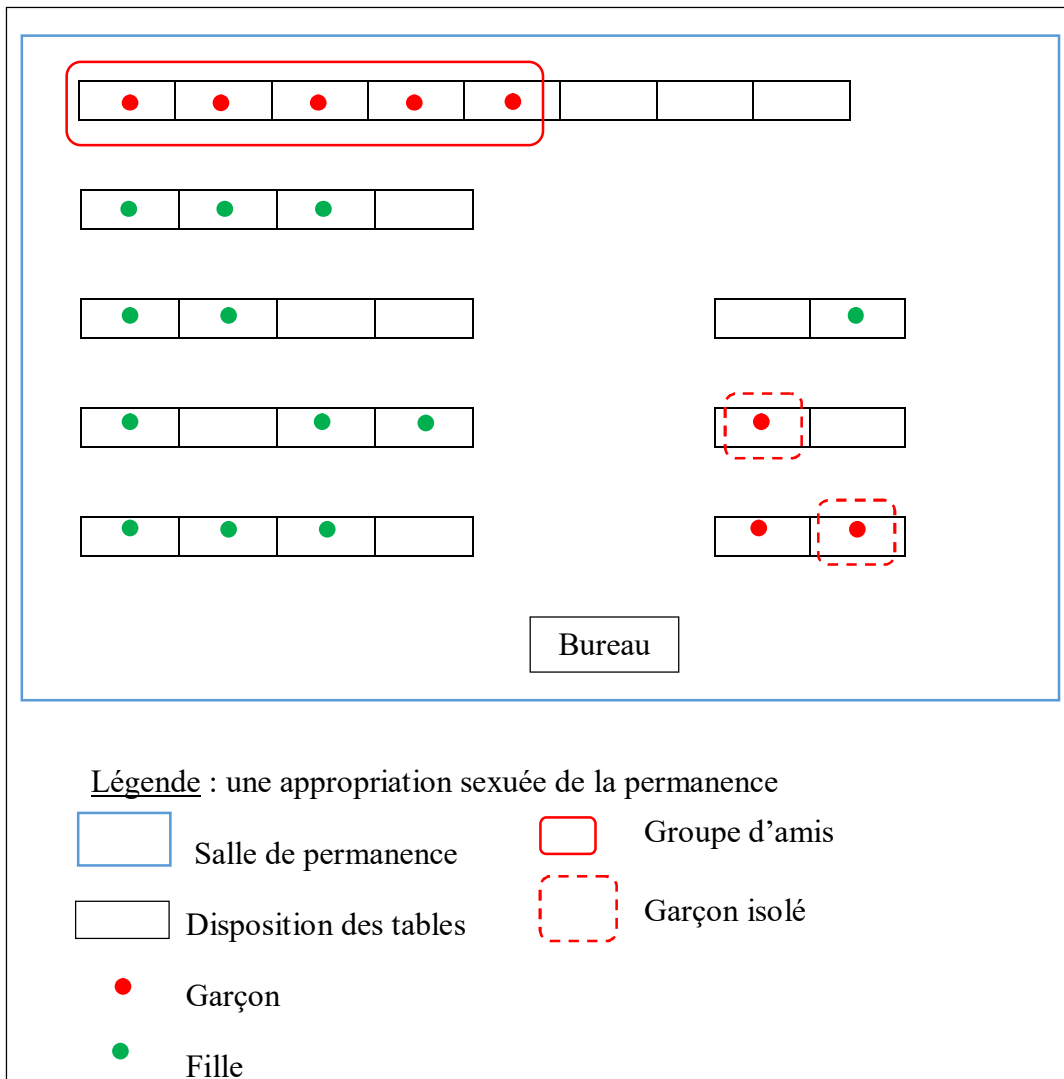 Bureau
Légende : une appropriation sexuée de la permanence
Salle de permanence
Groupe d’amis
Disposition des tables
Garçon isolé
Garçon
Fille